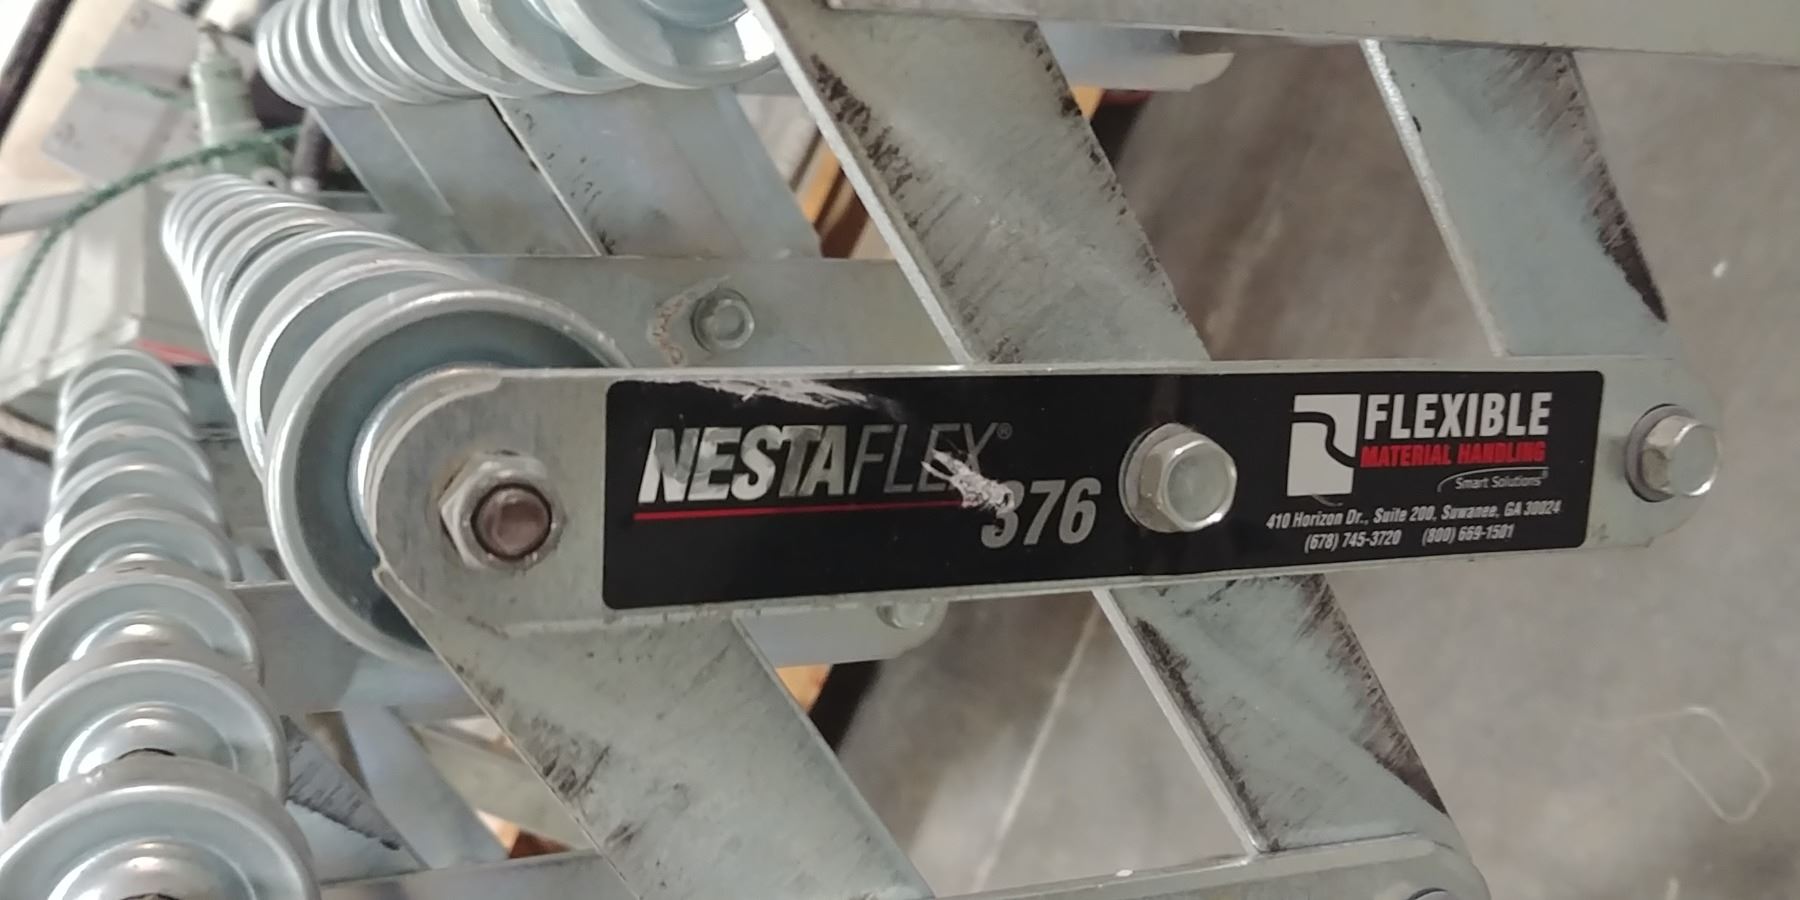 NESTAFLEX®
376
FLEXIBLE
MATERIAL HANDLING
Smart Solutions®
410 Horizon Dr., Suite 200, Suwanee, GA 30024
(678) 745-3720 (800) 669-1501